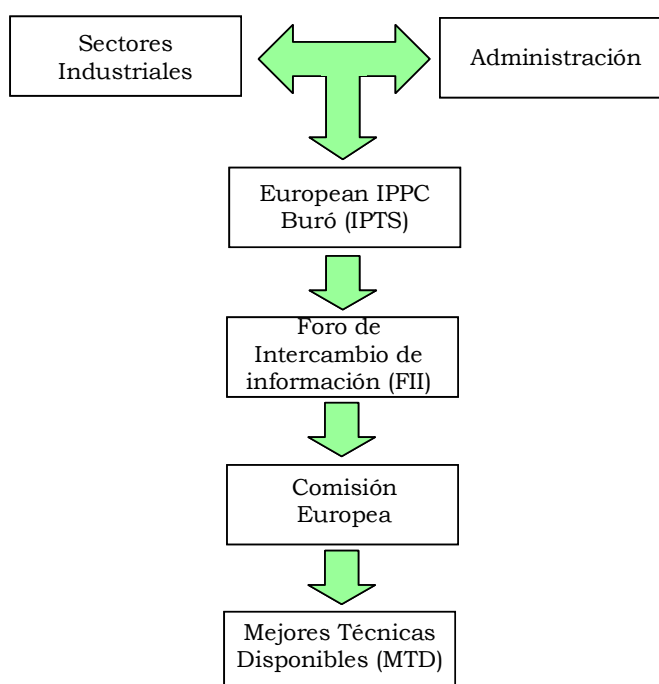 Sectores
Industriales
Administración
European IPPC
Buró (IPTS)
Foro de
Intercambio de
información (FII)
Comisión
Europea
Mejores Técnicas
Disponibles (MTD)